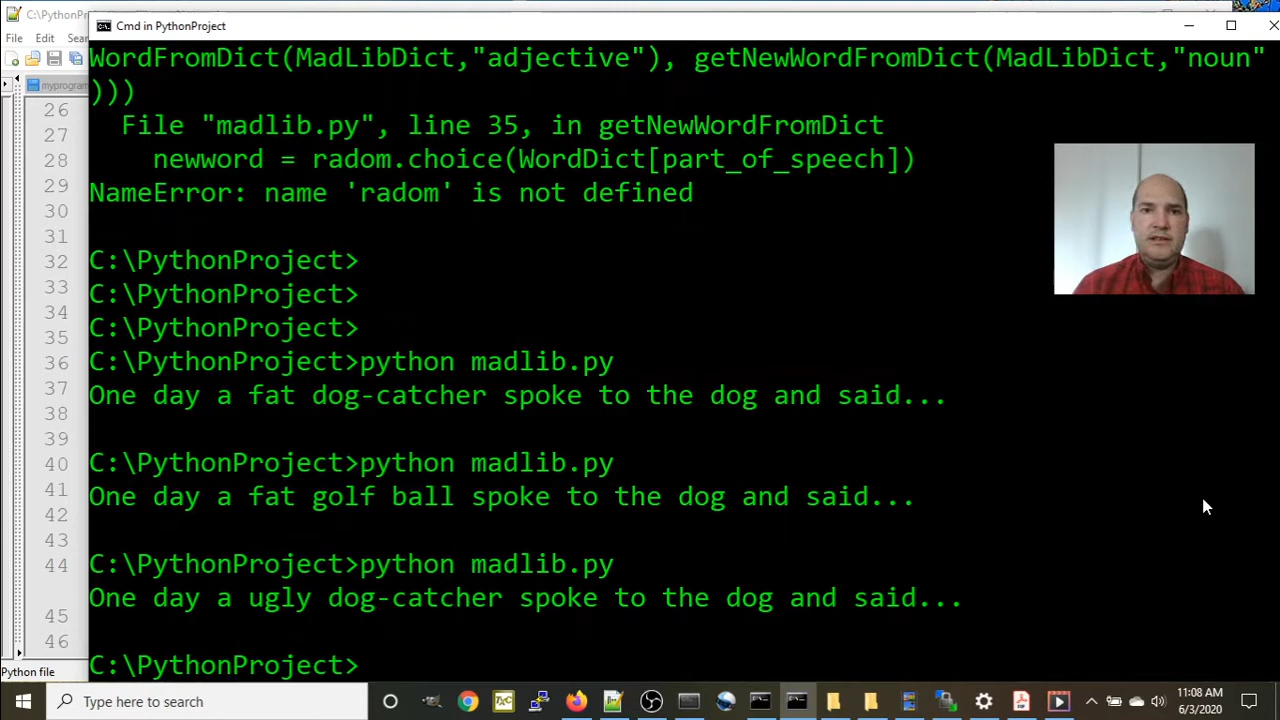 C:\PythonPr
File Edit Sear
Cmd in PythonProject
myprogram
26
27
28
29
30
31
32
33
34
35
36
37
38
39
40
41
42
43
44
45
46
WordFromDict(MadLibDict,"adjective"), getNewWordFromDict(MadLibDict,"noun"
)))
File "madlib.py", line 35, in getNewWordFromDict
newword = radom.choice(WordDict[part_of_speech])
NameError: name 'radom' is not defined
C:\PythonProject>
C:\PythonProject>
C:\PythonProject>
C:\PythonProject>python madlib.py
One day a fat dog-catcher spoke to the dog and said...
C:\PythonProject>python madlib.py
One day a fat golf ball spoke to the dog and said...
C:\PythonProject>python madlib.py
One day a ugly dog-catcher spoke to the dog and said...
C:\PythonProject>
Python file
Type here to search
11:08 AM
6/3/2020